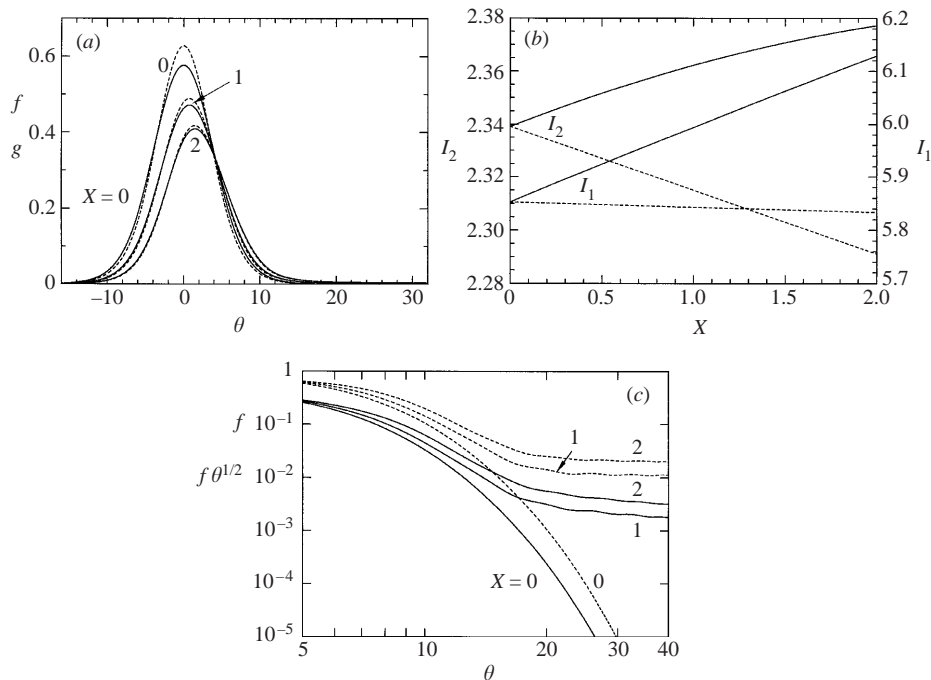 (a)
0.6
0.4
0.2
0
f
g
0
1
2
X = 0
−10
0
10
20
30
θ
(b)
2.38
2.36
2.34
2.32
2.30
2.28
I2
I2
I1
6.2
6.1
6.0
5.9
5.8
5.7
I1
0
0.5
1.0
1.5
2.0
X
(c)
1
f 10−1
f θ1/2
10−2
10−3
10−4
10−5
1
2
2
1
X = 0
0
5
10
20
30
40
θ